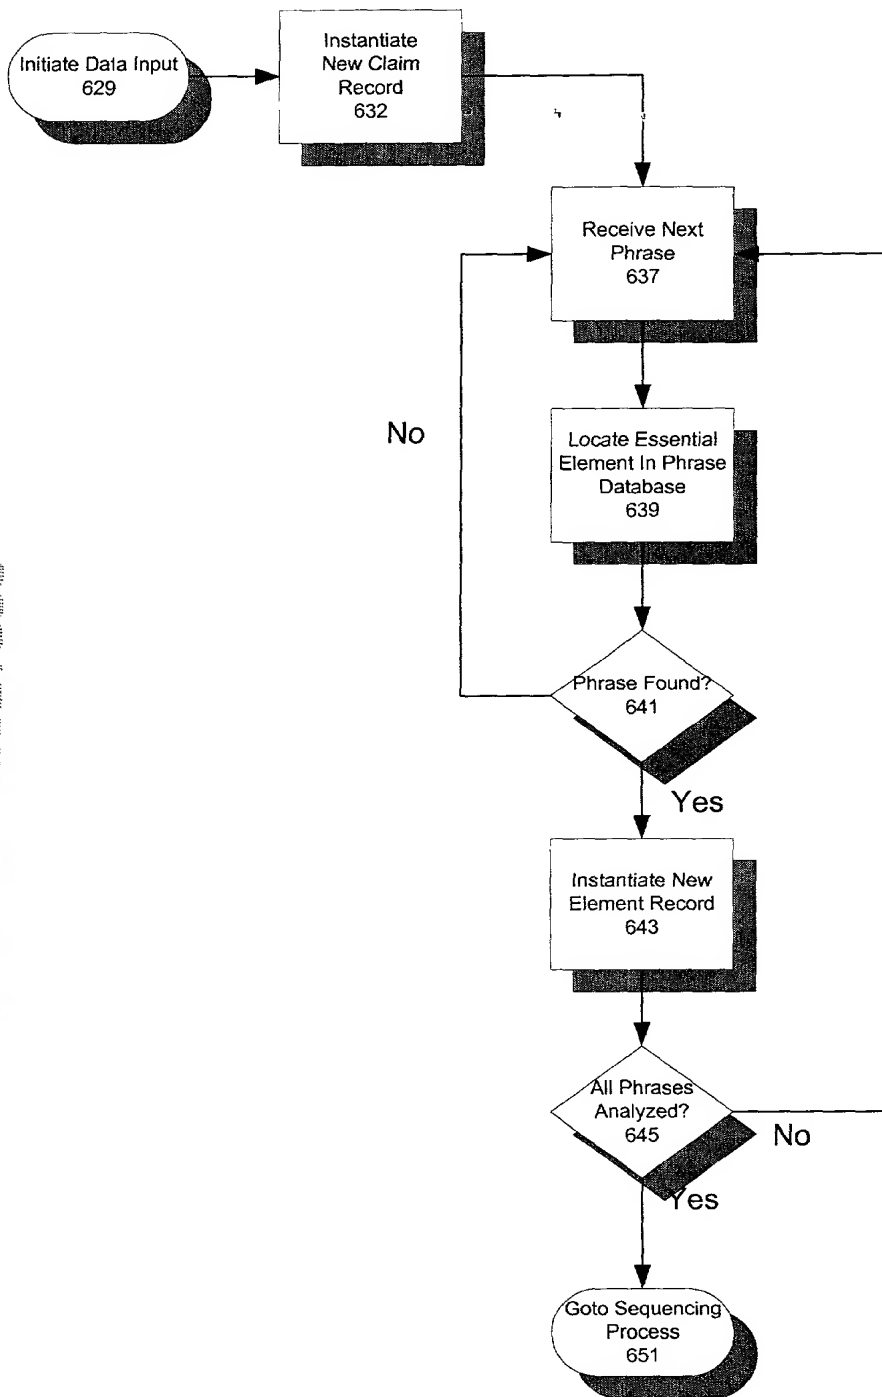 Initiate Data Input
629
Instantiate
New Claim
Record
632
Receive Next
Phrase
637
No
Locate Essential
Element In Phrase
Database
639
Phrase Found?
641
Yes
Instantiate New
Element Record
643
All Phrases
Analyzed?
645
No
Yes
Goto Sequencing
Process
651